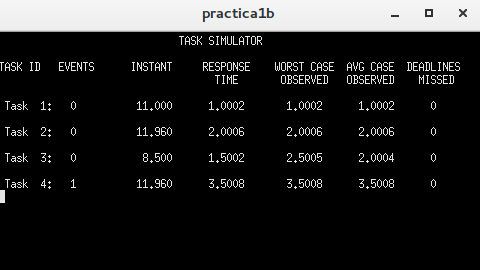 practica1b
TASK SIMULATOR
TASK ID EVENTS INSTANT RESPONSE WORST CASE AVG CASE DEADLINES
TIME OBSERVED OBSERVED MISSED
Task 1: 0 11.000 1.0002 1.0002 1.0002 0
Task 2: 0 11.960 2.0006 2.0006 2.0006 0
Task 3: 0 8.500 1.5002 2.5005 2.0004 0
Task 4: 1 11.960 3.5008 3.5008 3.5008 0